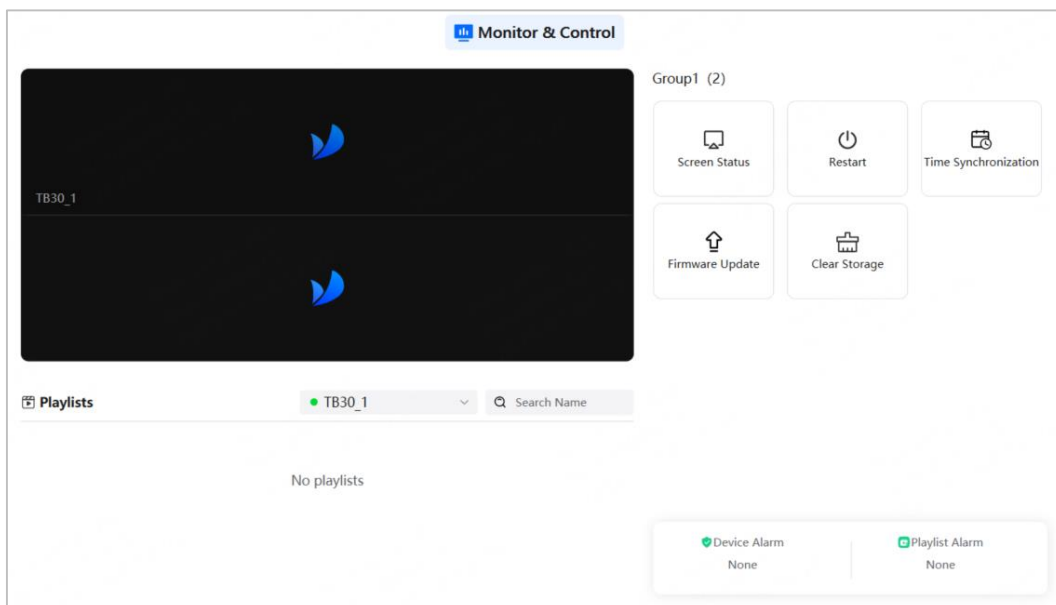 Monitor & Control
TB30_1
Playlists
TB30_1
Search Name
No playlists
Group1 (2)
Screen Status
Restart
Time Synchronization
Firmware Update
Clear Storage
Device Alarm
None
Playlist Alarm
None